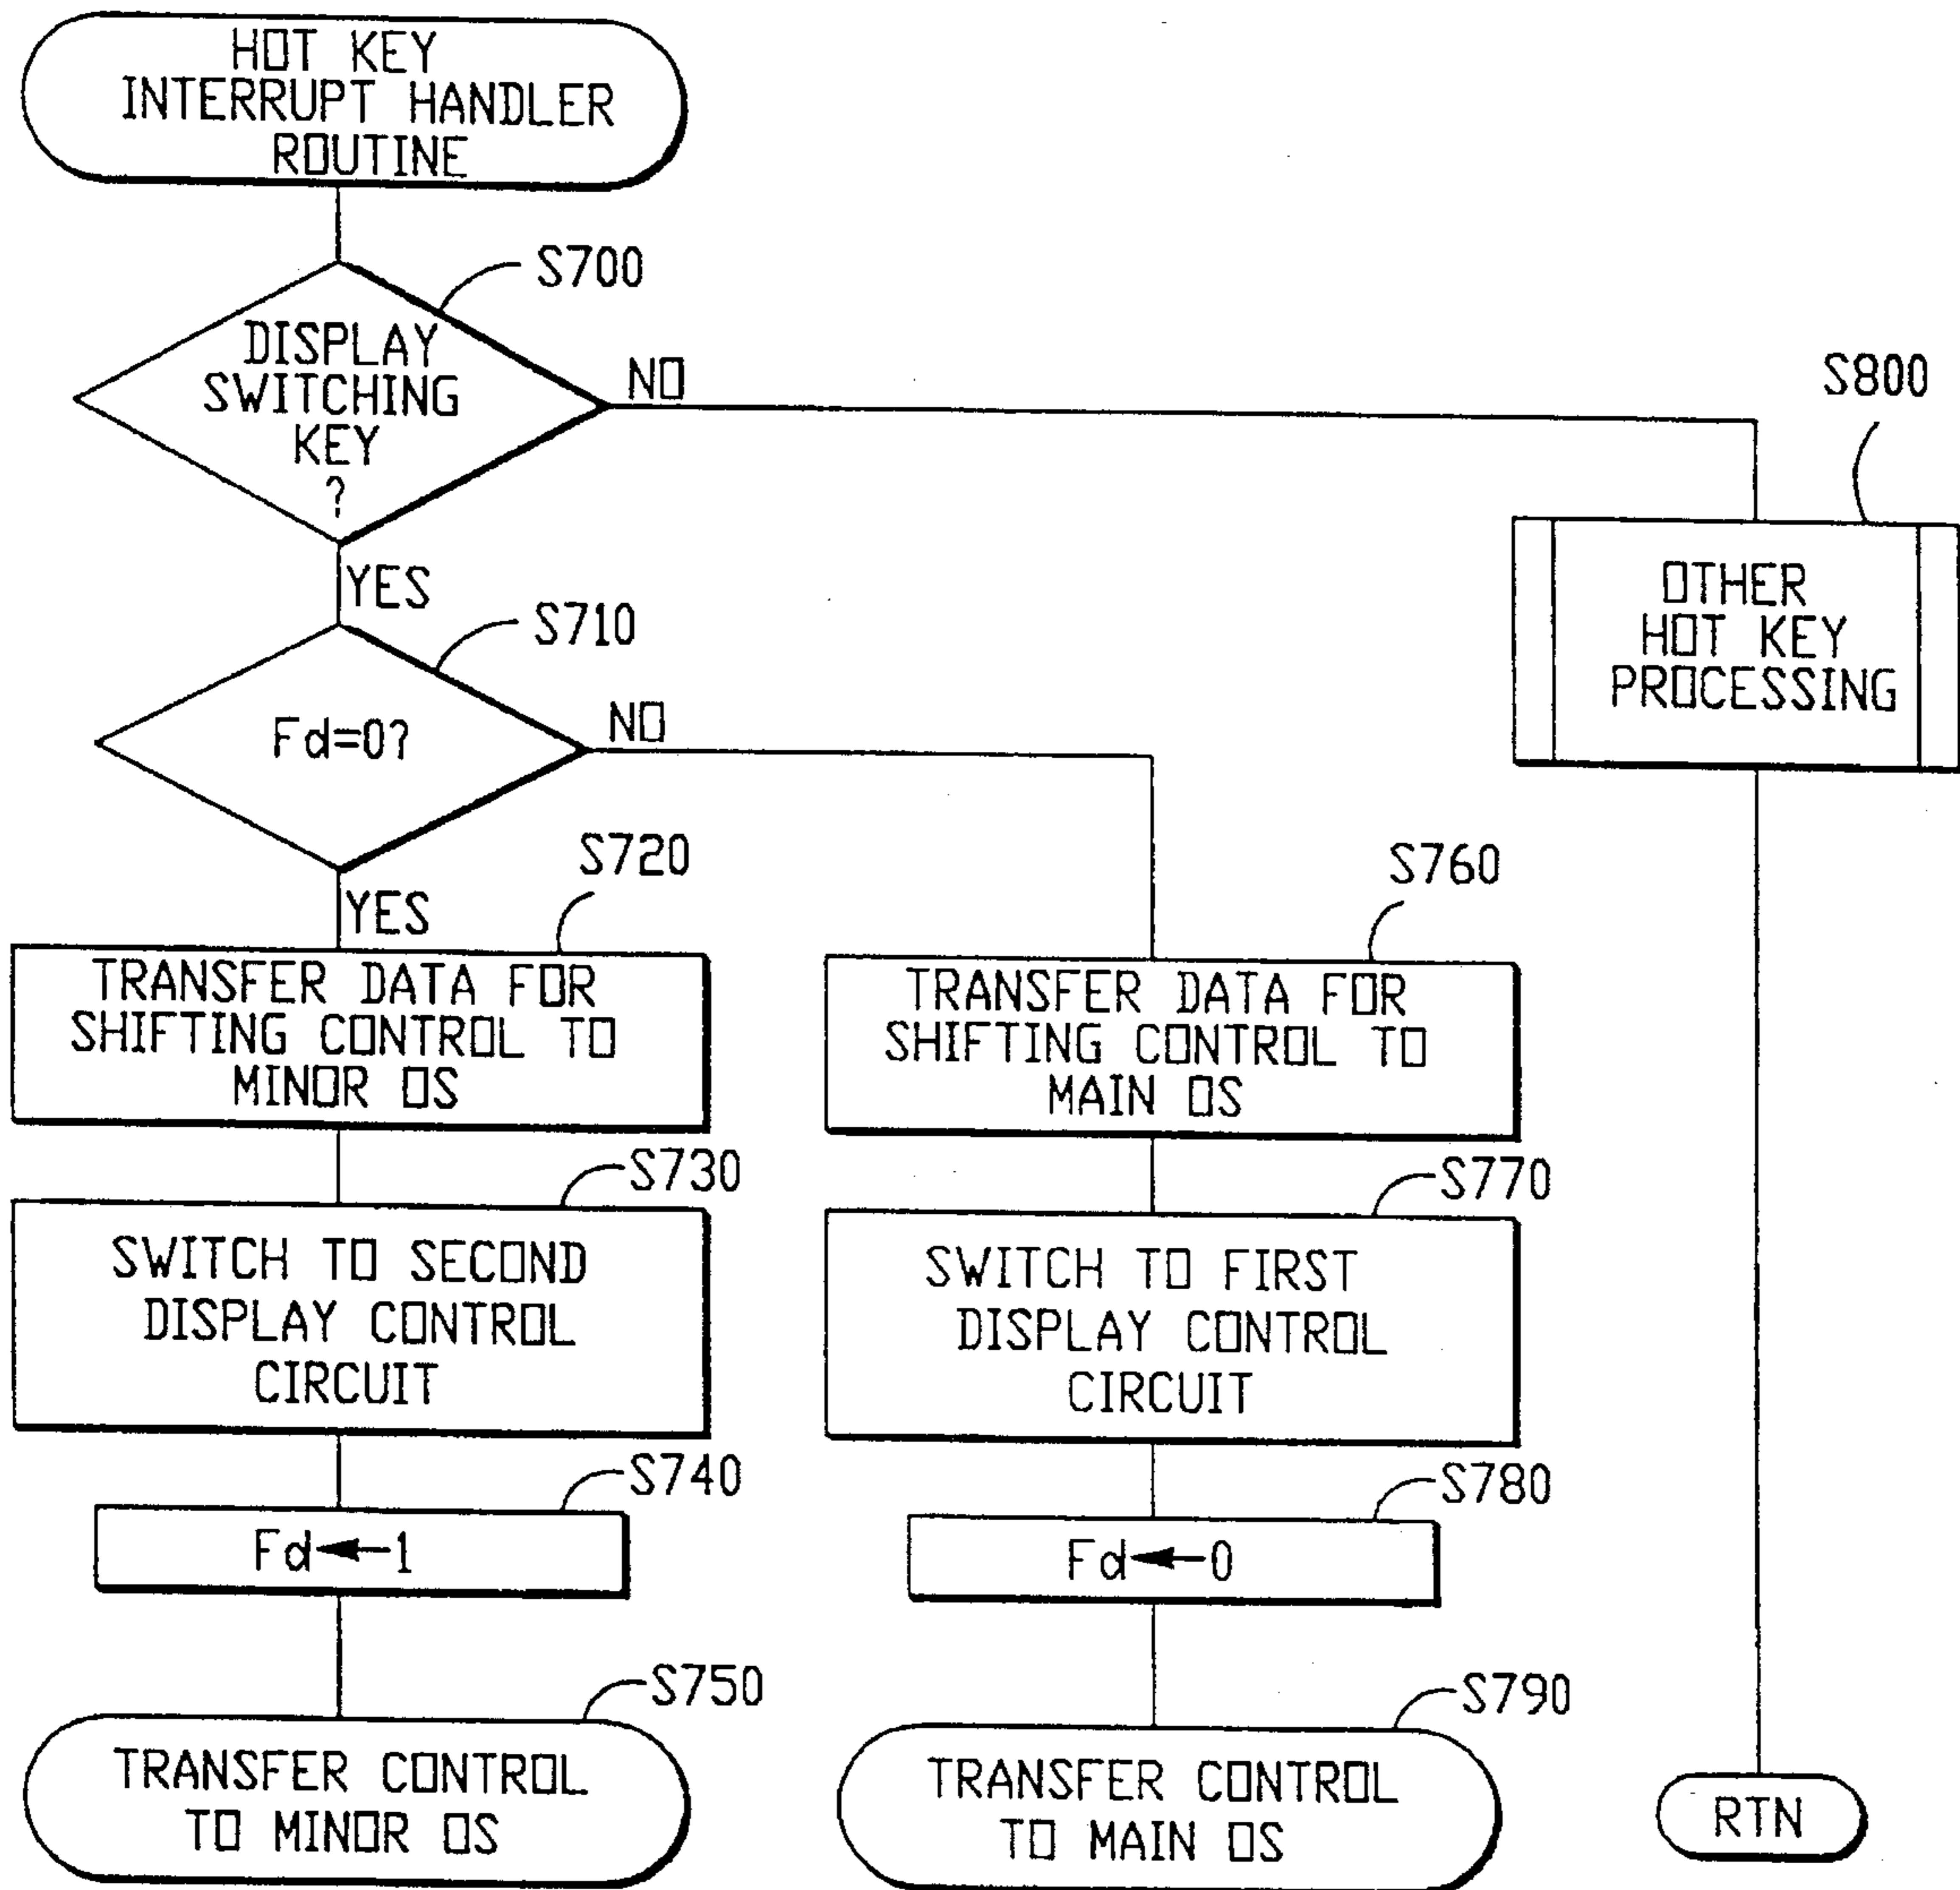 HOT KEY
INTERRUPT HANDLER
ROUTINE
S700
DISPLAY
SWITCHING
KEY
?
NO
YES
S800
OTHER
HOT KEY
PROCESSING
S710
Fd=0?
NO
YES
S720
TRANSFER DATA FOR
SHIFTING CONTROL TO
MINOR OS
S760
TRANSFER DATA FOR
SHIFTING CONTROL TO
MAIN OS
S730
SWITCH TO SECOND
DISPLAY CONTROL
CIRCUIT
S770
SWITCH TO FIRST
DISPLAY CONTROL
CIRCUIT
S740
Fd←1
S780
Fd←0
S750
TRANSFER CONTROL
TO MINOR OS
S790
TRANSFER CONTROL
TO MAIN OS
RTN